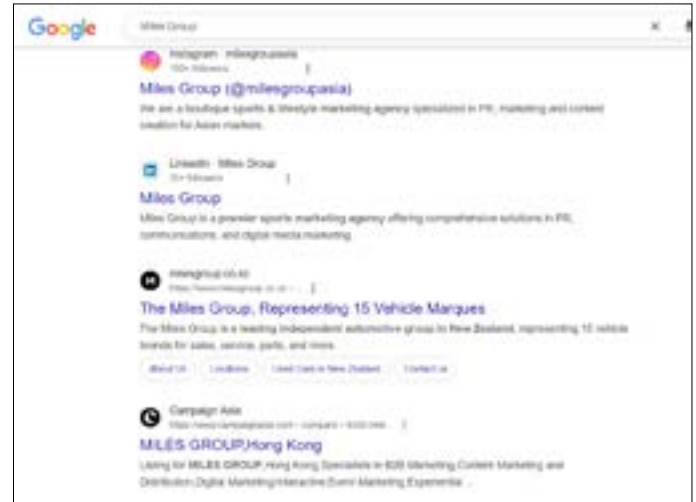 Google
Miles Group
Instagram · milesgroupasia
followers
Miles Group (@milesgroupasia)
We are a boutique sports & lifestyle marketing agency specialized in PR, marketing and content
creation for Asian markets.
LinkedIn · Miles Group
followers
Miles Group
Miles Group is a premier sports marketing agency offering comprehensive solutions in PR,
communications, and digital media marketing.
milesgroup.co.nz
The Miles Group, Representing 15 Vehicle Marques
The Miles Group is a leading independent automotive group in New Zealand, representing 15 vehicle
brands for sales, service, parts, and more.
About Us Locations Used Cars in New Zealand Contact us
Campaign Asia
MILES GROUP,Hong Kong
Listing for MILES GROUP, Hong Kong Specialists in B2B Marketing,Content Marketing and
Distribution,Digital Marketing/Interactive,Event Marketing,Experiential ...